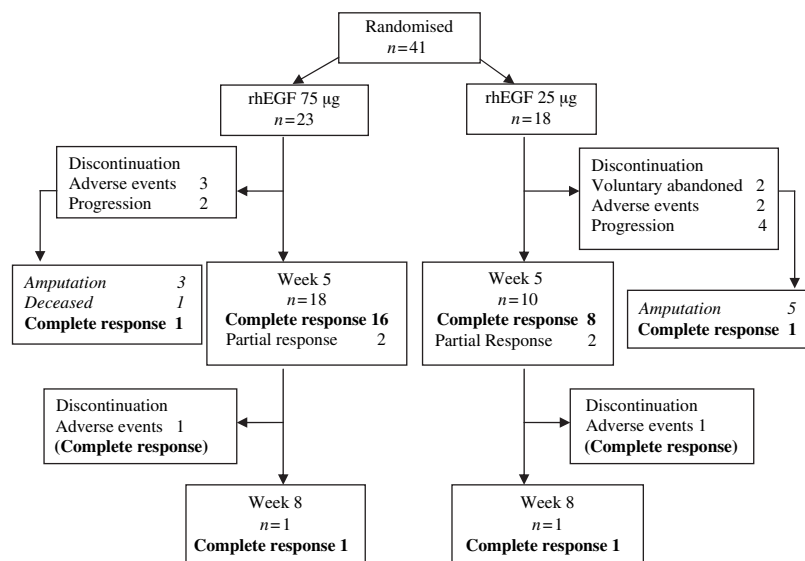 Randomised
n=41
rhEGF 75 µg
n=23
rhEGF 25 µg
n=18
Discontinuation
Adverse events 3
Progression 2
Discontinuation
Voluntary abandoned 2
Adverse events 2
Progression 4
Amputation 3
Deceased 1
Complete response 1
Week 5
n=18
Complete response 16
Partial response 2
Week 5
n=10
Complete response 8
Partial Response 2
Amputation 5
Complete response 1
Discontinuation
Adverse events 1
(Complete response)
Discontinuation
Adverse events 1
(Complete response)
Week 8
n=1
Complete response 1
Week 8
n=1
Complete response 1